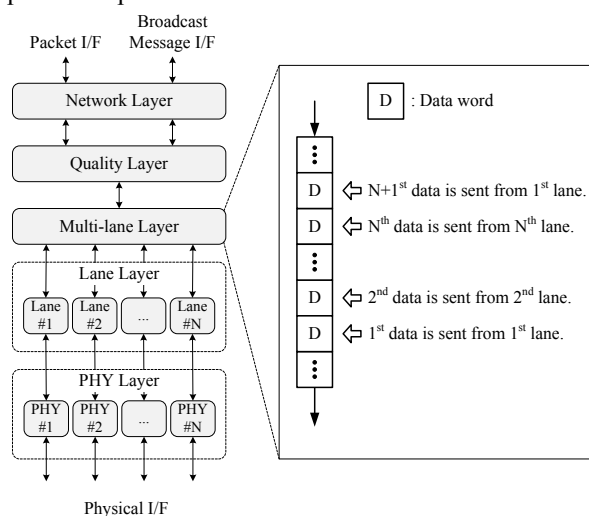 Packet I/F
Broadcast
Message I/F
Network Layer
Quality Layer
Multi-lane Layer
Lane Layer
Lane
#1
Lane
#2
...
Lane
#N
PHY Layer
PHY
#1
PHY
#2
...
PHY
#N
Physical I/F
D : Data word
D N+1st data is sent from 1st lane.
D Nth data is sent from Nth lane.
D 2nd data is sent from 2nd lane.
D 1st data is sent from 1st lane.